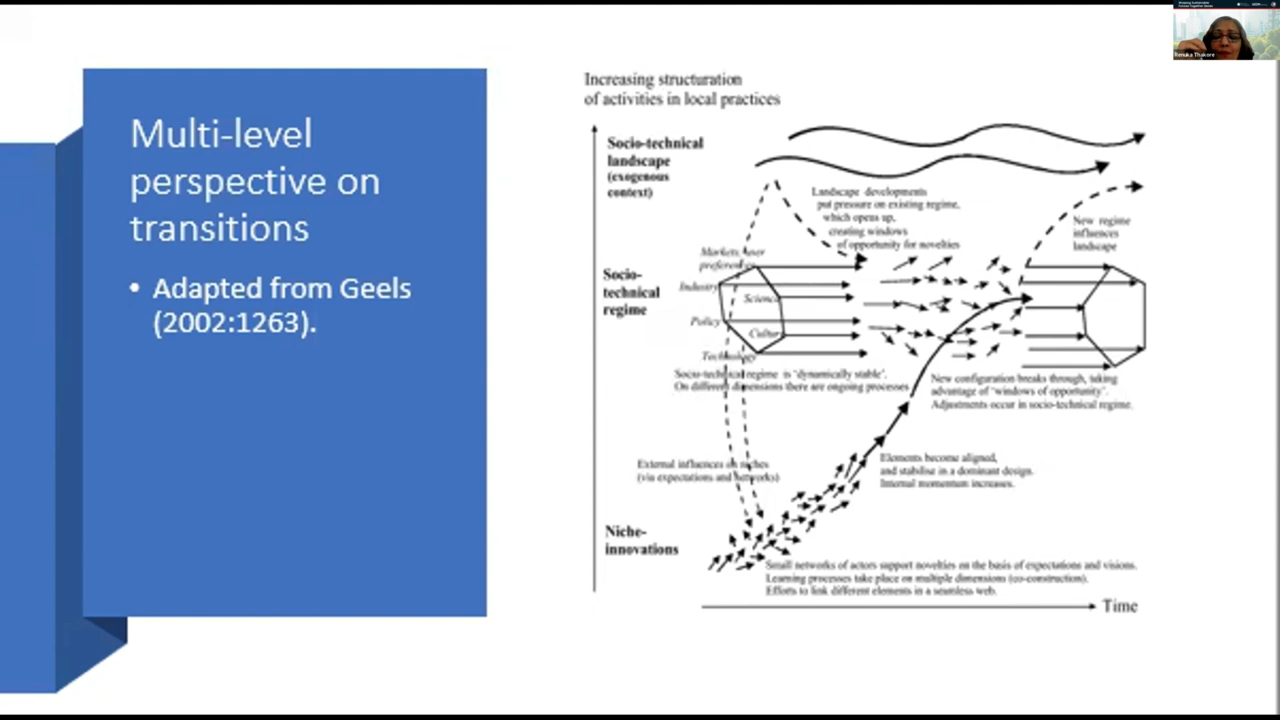 Multi-level
perspective on
transitions
• Adapted from Geels
(2002:1263).
Increasing structuration
of activities in local practices
Socio-technical
landscape
(exogenous
context)
Landscape developments
put pressure on existing regime,
which opens up,
creating windows
of opportunity for novelties
New regime
influences
landscape
Markets, user
preferences
Socio-
technical
regime
Industry
Science
Policy
Culture
Technology
Socio-technical regime is 'dynamically stable'.
On different dimensions there are ongoing processes
New configuration breaks through, taking
advantage of 'windows of opportunity'.
Adjustments occur in socio-technical regime.
External influences on niches
(via expectations and networks)
Elements become aligned,
and stabilise in a dominant design.
Internal momentum increases.
Niche-
innovations
Small networks of actors support novelties on the basis of expectations and visions.
Learning processes take place on multiple dimensions (co-construction).
Efforts to link different elements in a seamless web.
Time
Renuka Thakore